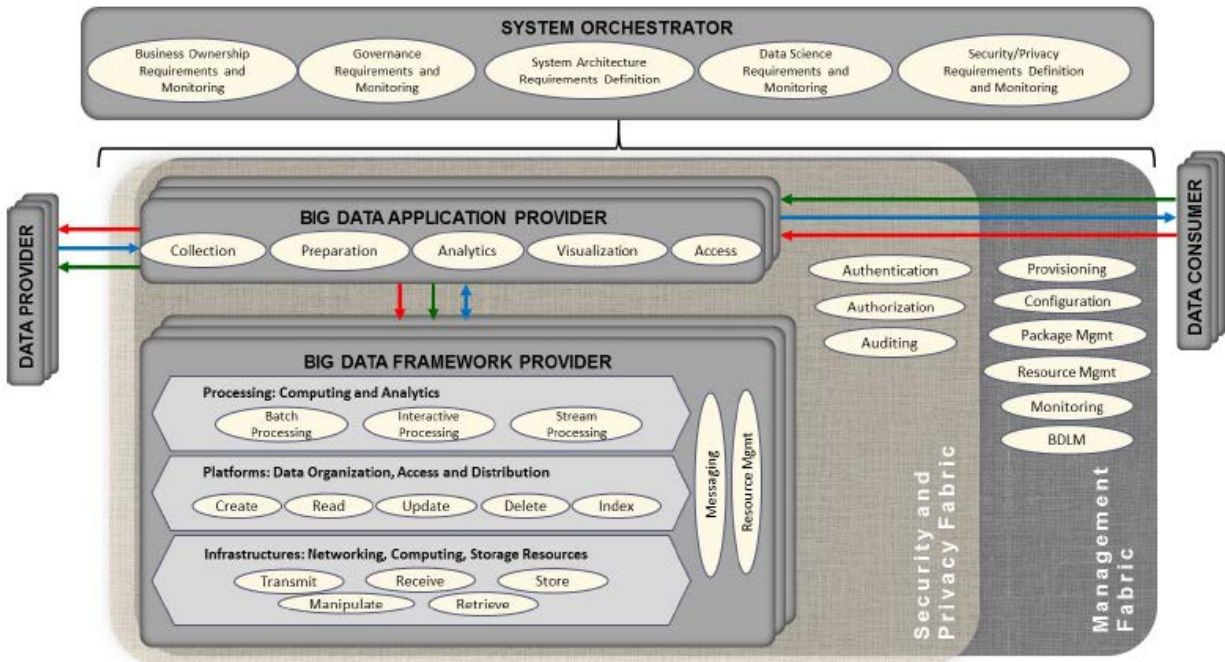 SYSTEM ORCHESTRATOR
Business Ownership
Requirements and
Monitoring
Governance
Requirements and
Monitoring
System Architecture
Requirements Definition
Data Science
Requirements and
Monitoring
Security/Privacy
Requirements Definition
and Monitoring
DATA PROVIDER
BIG DATA APPLICATION PROVIDER
Collection
Preparation
Analytics
Visualization
Access
BIG DATA FRAMEWORK PROVIDER
Processing: Computing and Analytics
Batch
Processing
Interactive
Processing
Stream
Processing
Platforms: Data Organization, Access and Distribution
Create
Read
Update
Delete
Index
Infrastructures: Networking, Computing, Storage Resources
Transmit
Receive
Store
Manipulate
Retrieve
Messaging
Resource Mgmt
Authentication
Authorization
Auditing
Security and
Privacy Fabric
Provisioning
Configuration
Package Mgmt
Resource Mgmt
Monitoring
BDLM
Management
Fabric
DATA CONSUMER